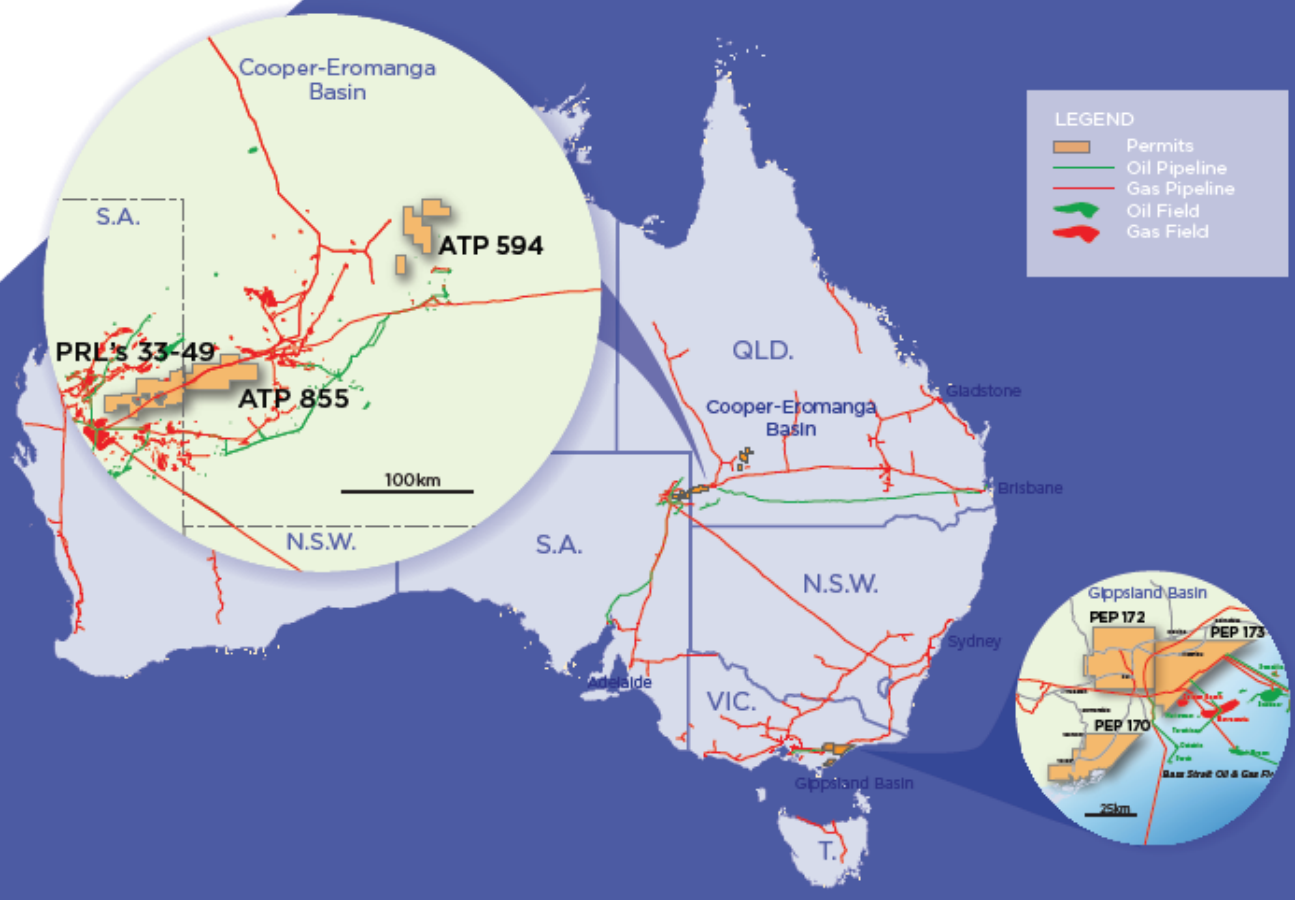 Cooper-Eromanga
Basin
S.A.
ATP 594
PRL's 33-49
ATP 855
100km
N.S.W.
LEGEND
Permits
Oil Pipeline
Gas Pipeline
Oil Field
Gas Field
QLD.
Gladstone
Cooper-Eromanga
Basin
Brisbane
S.A.
N.S.W.
Sydney
Adelaide
VIC.
Gippsland Basin
T.
Gippsland Basin
PEP 172
PEP 173
PEP 170
Bass Strait Oil & Gas
25km